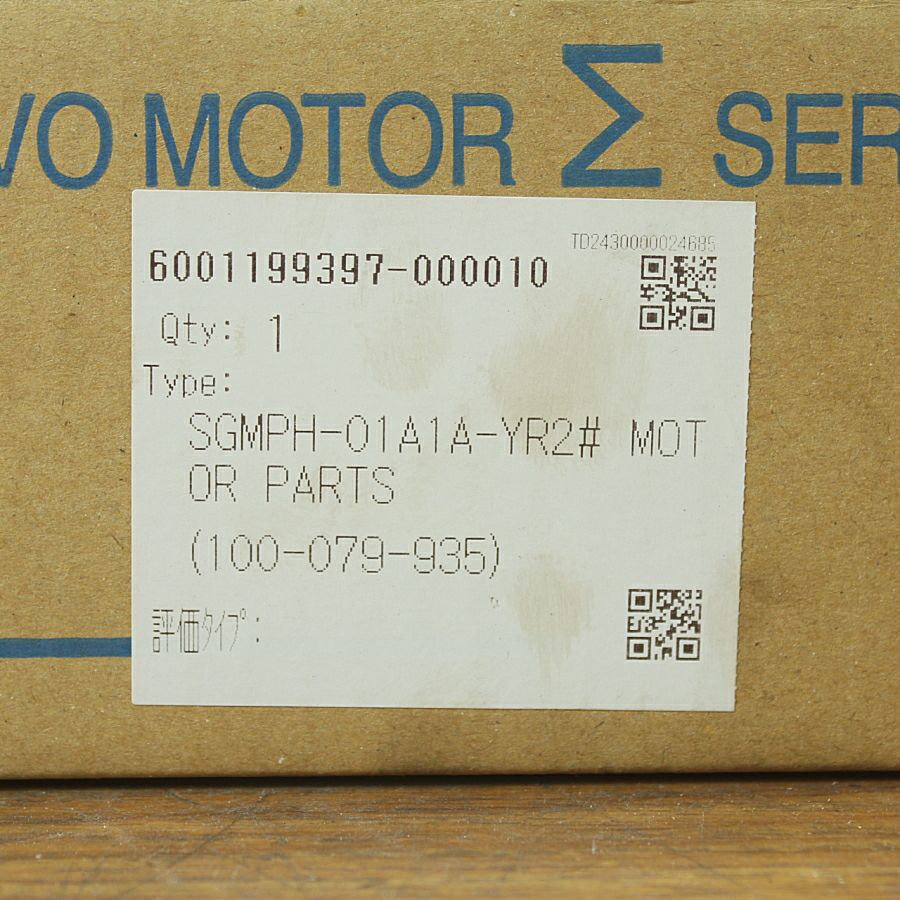 VO MOTOR Σ SER
TD2430000024685
6001199397-000010
Qty: 1
Type:
SGMPH-01A1A-YR2# MOT
OR PARTS
(100-079-935)
評価ﾀｲﾌﾟ: